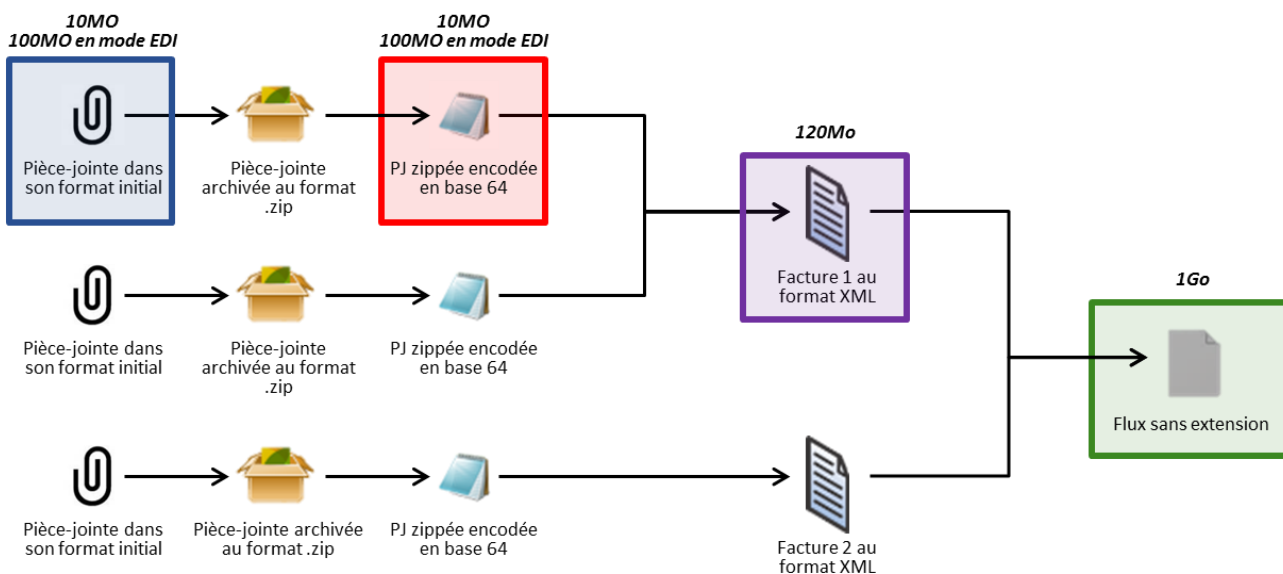 10MO
100MO en mode EDI
10MO
100MO en mode EDI
Pièce-jointe dans
son format initial
Pièce-jointe
archivée au format
.zip
PJ zippée encodée
en base 64
120Mo
Facture 1 au
format XML
Pièce-jointe dans
son format initial
Pièce-jointe
archivée au format
.zip
PJ zippée encodée
en base 64
1Go
Flux sans extension
Pièce-jointe dans
son format initial
Pièce-jointe archivée
au format .zip
PJ zippée encodée
en base 64
Facture 2 au
format XML